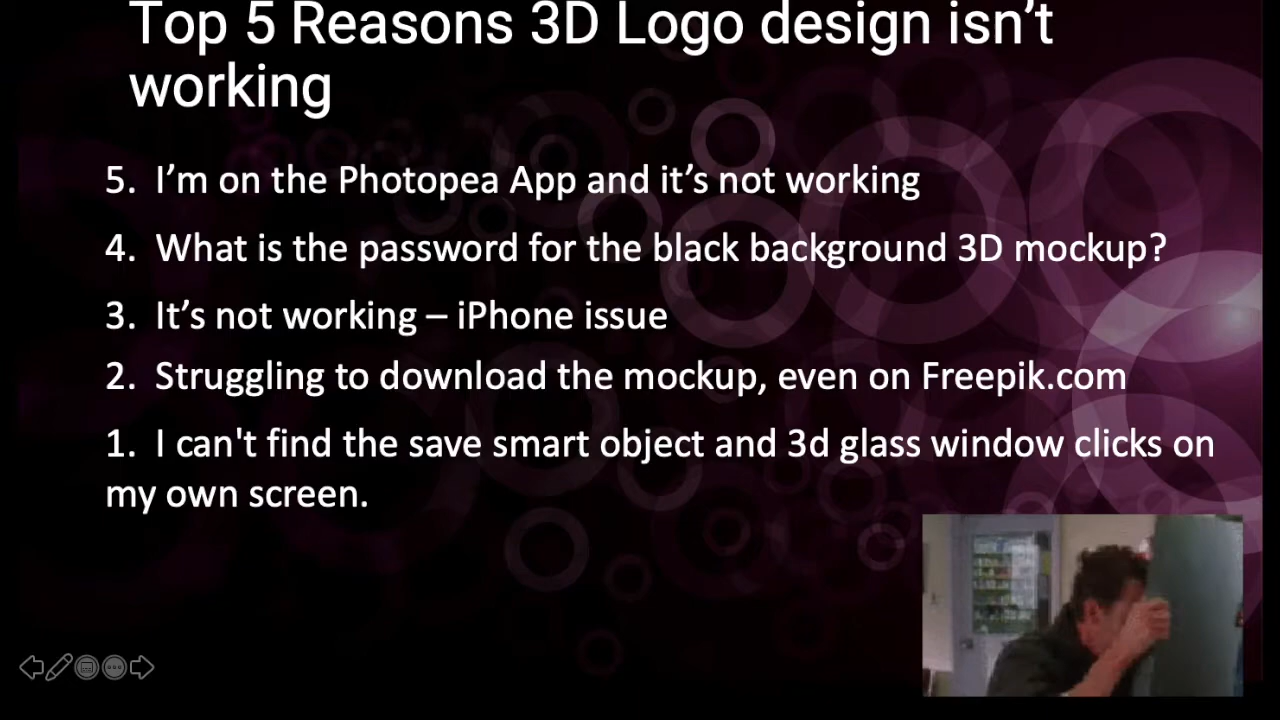 Top 5 Reasons 3D Logo design isn’t
working
5. I’m on the Photopea App and it’s not working
4. What is the password for the black background 3D mockup?
3. It’s not working – iPhone issue
2. Struggling to download the mockup, even on Freepik.com
1. I can't find the save smart object and 3d glass window clicks on
my own screen.